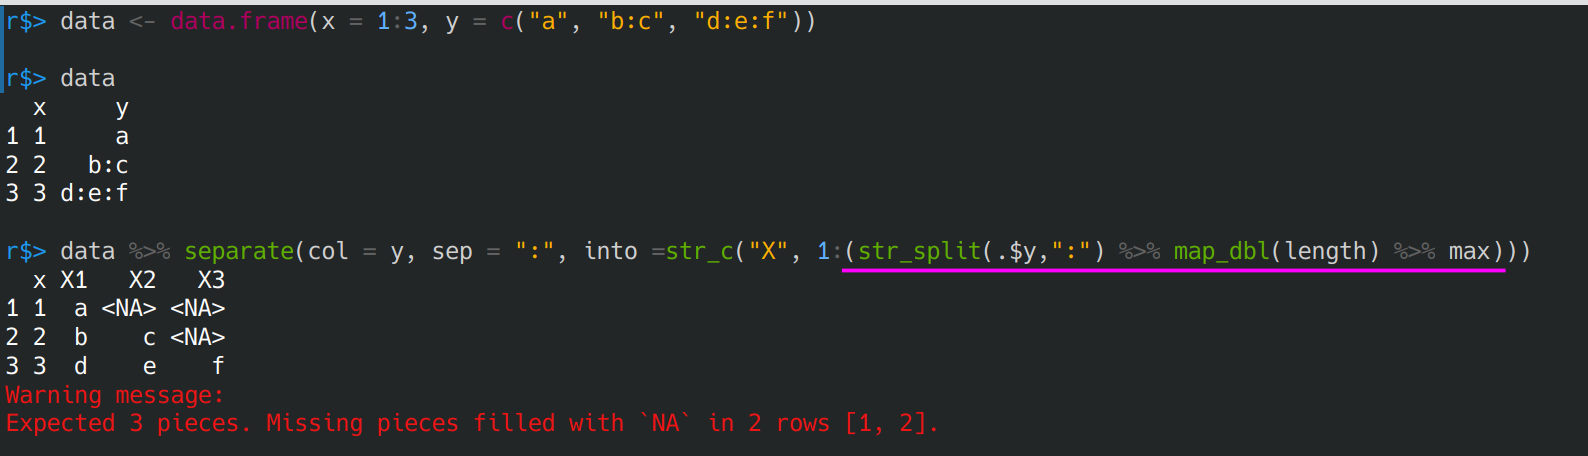 r$> data <- data.frame(x = 1:3, y = c("a", "b:c", "d:e:f"))
r$> data
  x     y
1 1     a
2 2   b:c
3 3 d:e:f
r$> data %>% separate(col = y, sep = ":", into =str_c("X", 1:(str_split(.$y,":") %>% map_dbl(length) %>% max)))
  x X1   X2   X3
1 1  a <NA> <NA>
2 2  b    c <NA>
3 3  d    e    f
Warning message:
Expected 3 pieces. Missing pieces filled with `NA` in 2 rows [1, 2].